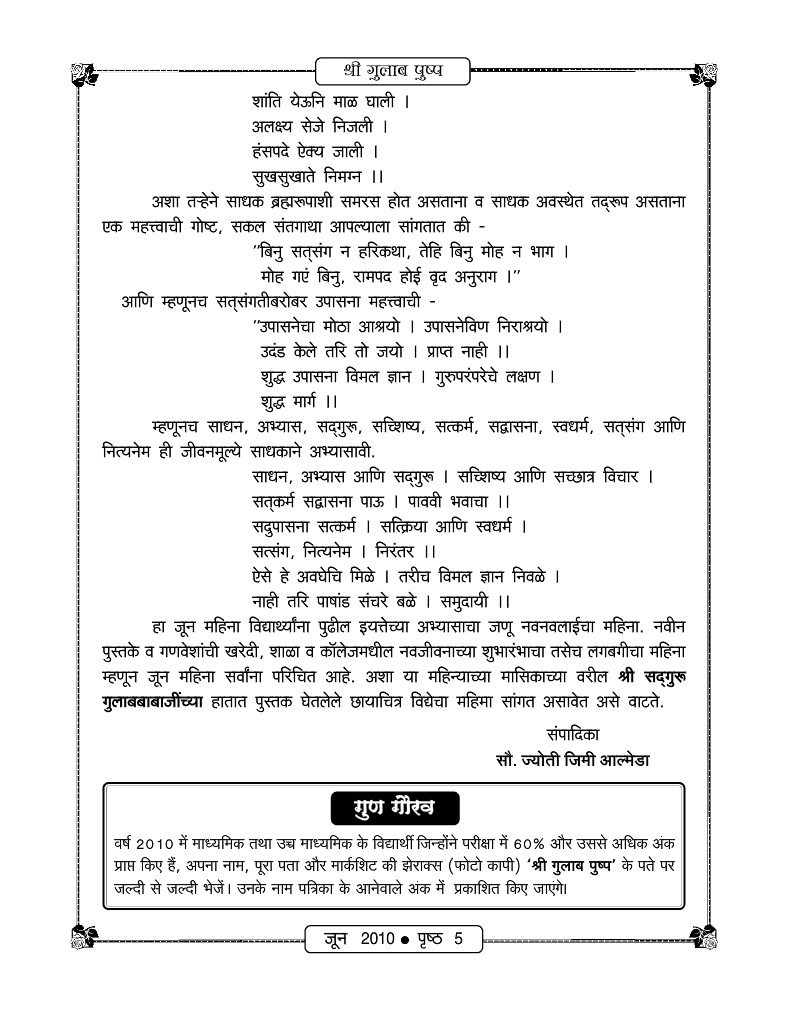 श्री गुलाब पुष्प
शांति येऊनि माळ घाली ।
अलक्ष्य सेजे निजली ।
हंसपदे ऐक्य जाली ।
सुखसुखाते निमग्न ।।
अशा तऱ्हेने साधक ब्रह्मरूपाशी समरस होत असताना व साधक अवस्थेत तद्रूप असताना
एक महत्त्वाची गोष्ट, सकल संतगाथा आपल्याला सांगतात की -
"बिनु सत्‌संग न हरिकथा, तेहि बिनु मोह न भाग ।
मोह गएं बिनु, रामपद होई वृद अनुराग ।"
आणि म्हणूनच सत्‌संगतीबरोबर उपासना महत्त्वाची -
"उपासनेचा मोठा आश्रयो । उपासनेविण निराश्रयो ।
उदंड केले तरि तो जयो । प्राप्त नाही ।।
शुद्ध उपासना विमल ज्ञान । गुरुपरंपरेचे लक्षण ।
शुद्ध मार्ग ।।
म्हणूनच साधन, अभ्यास, सद्‌गुरू, सच्शिष्य, सत्कर्म, सद्वासना, स्वधर्म, सत्‌संग आणि
नित्यनेम ही जीवनमूल्ये साधकाने अभ्यासावी.
साधन, अभ्यास आणि सद्‌गुरू । सच्शिष्य आणि सच्छात्र विचार ।
सत्‌कर्म सद्वासना पाऊ । पाववी भवाचा ।।
सदुपासना सत्कर्म । सत्क्रिया आणि स्वधर्म ।
सत्संग, नित्यनेम । निरंतर ।।
ऐसे हे अवघेचि मिळे । तरीच विमल ज्ञान निवळे ।
नाही तरि पाषांड संचरे बळे । समुदायी ।।
हा जून महिना विद्यार्थ्यांना पुढील इयत्तेच्या अभ्यासाचा जणू नवनवलाईचा महिना. नवीन
पुस्तके व गणवेशांची खरेदी, शाळा व कॉलेजमधील नवजीवनाच्या शुभारंभाचा तसेच लगबगीचा महिना
म्हणून जून महिना सर्वांना परिचित आहे. अशा या महिन्याच्या मासिकाच्या वरील श्री सद्‌गुरू
गुलाबबाबाजींच्या हातात पुस्तक घेतलेले छायाचित्र विद्येचा महिमा सांगत असावेत असे वाटते.
संपादिका
सौ. ज्योती जिमी आल्मेडा
गुण गौरव
वर्ष 2010 में माध्यमिक तथा उच्च माध्यमिक के विद्यार्थी जिन्होंने परीक्षा में 60% और उससे अधिक अंक
प्राप्त किए हैं, अपना नाम, पूरा पता और मार्कशिट की झेराक्स (फोटो कापी) 'श्री गुलाब पुष्प' के पते पर
जल्दी से जल्दी भेजें। उनके नाम पत्रिका के आनेवाले अंक में प्रकाशित किए जाएंगे।
जून 2010 ● पृष्ठ 5